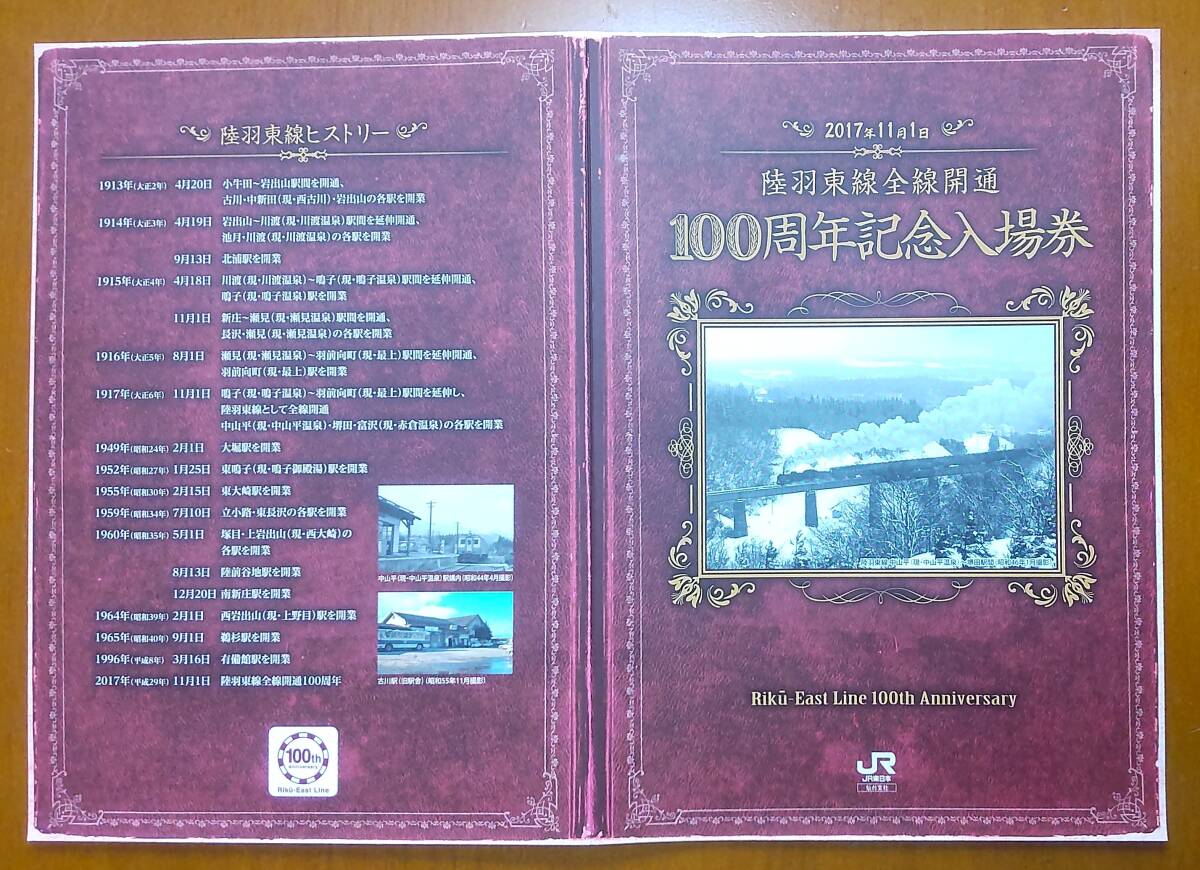 陸羽東線ヒストリー
1913年(大正2年) 4月20日 小牛田~岩出山駅間を開通、
古川・中新田(現・西古川)・岩出山の各駅を開業
1914年(大正3年) 4月19日 岩出山~川渡(現・川渡温泉)駅間を延伸開通、
池月・川渡(現・川渡温泉)の各駅を開業
9月13日 北浦駅を開業
1915年(大正4年) 4月18日 川渡(現・川渡温泉)~鳴子(現・鳴子温泉)駅間を延伸開通、
鳴子(現・鳴子温泉)駅を開業
11月1日 新庄~瀬見(現・瀬見温泉)駅間を開通、
長沢・瀬見(現・瀬見温泉)の各駅を開業
1916年(大正5年) 8月1日 瀬見(現・瀬見温泉)~羽前向町(現・最上)駅間を延伸開通、
羽前向町(現・最上)駅を開業
1917年(大正6年) 11月1日 鳴子(現・鳴子温泉)~羽前向町(現・最上)駅間を延伸し、
陸羽東線として全線開通
中山平(現・中山平温泉)・堺田・富沢(現・赤倉温泉)の各駅を開業
1949年(昭和24年) 2月1日 大堀駅を開業
1952年(昭和27年) 1月25日 東鳴子(現・鳴子御殿湯)駅を開業
1955年(昭和30年) 2月15日 東大崎駅を開業
1959年(昭和34年) 7月10日 立小路・東長沢の各駅を開業
1960年(昭和35年) 5月1日 塚目・上岩出山(現・西大崎)の
各駅を開業
8月13日 陸前谷地駅を開業
12月20日 南新庄駅を開業
1964年(昭和39年) 2月1日 西岩出山(現・上野目)駅を開業
1965年(昭和40年) 9月1日 鵜杉駅を開業
1996年(平成8年) 3月16日 有備館駅を開業
2017年(平成29年) 11月1日 陸羽東線全線開通100周年
中山平(現・中山平温泉)駅構内(昭和44年4月撮影)
古川駅(旧駅舎)(昭和55年11月撮影)
100th
Anniversary
Rikū-East Line
2017年11月1日
陸羽東線全線開通
100周年記念入場券
陸羽東線 中山平(現・中山平温泉)~堺田駅間(昭和46年1月撮影)
Rikū-East Line 100th Anniversary
JR
JR東日本
仙台支社